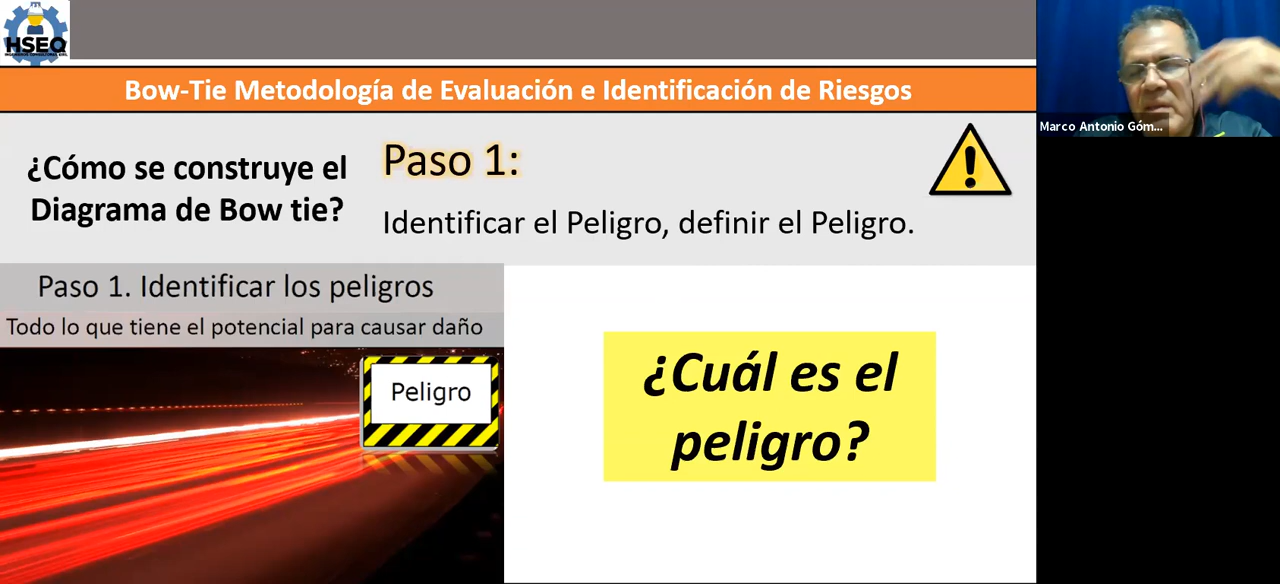 HSEQ
Bow-Tie Metodología de Evaluación e Identificación de Riesgos
Marco Antonio Góm...
¿Cómo se construye el
Diagrama de Bow tie?
Paso 1:
Identificar el Peligro, definir el Peligro.
Paso 1. Identificar los peligros
Todo lo que tiene el potencial para causar daño
Peligro
¿Cuál es el
peligro?